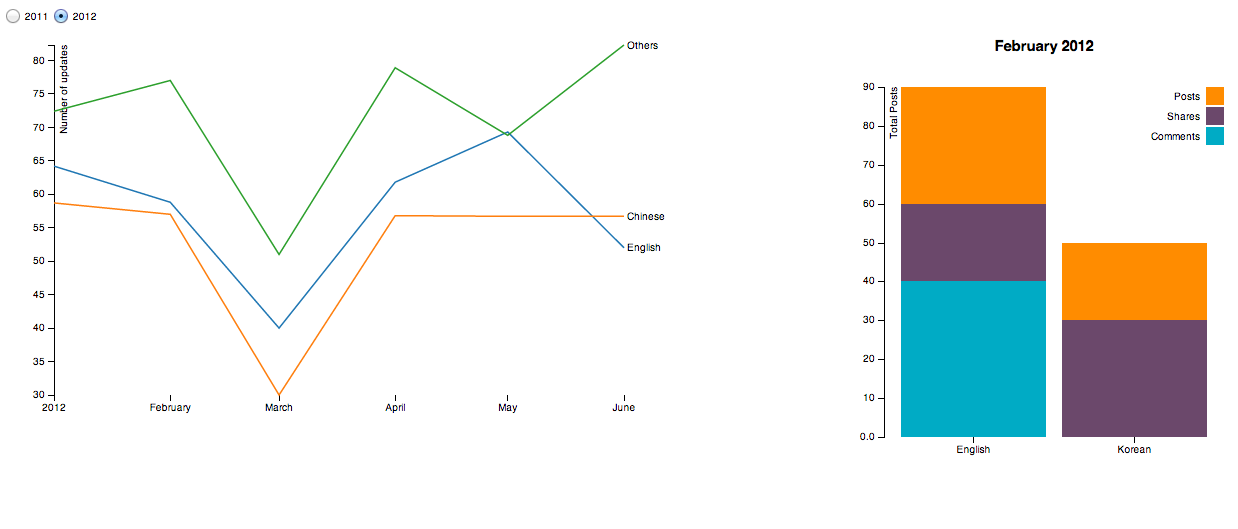 2011 2012
Number of updates
80
75
70
65
60
55
50
45
40
35
30
2012 February March April May June
Others
Chinese
English
February 2012
Total Posts
90
80
70
60
50
40
30
20
10
0.0
English Korean
Posts
Shares
Comments